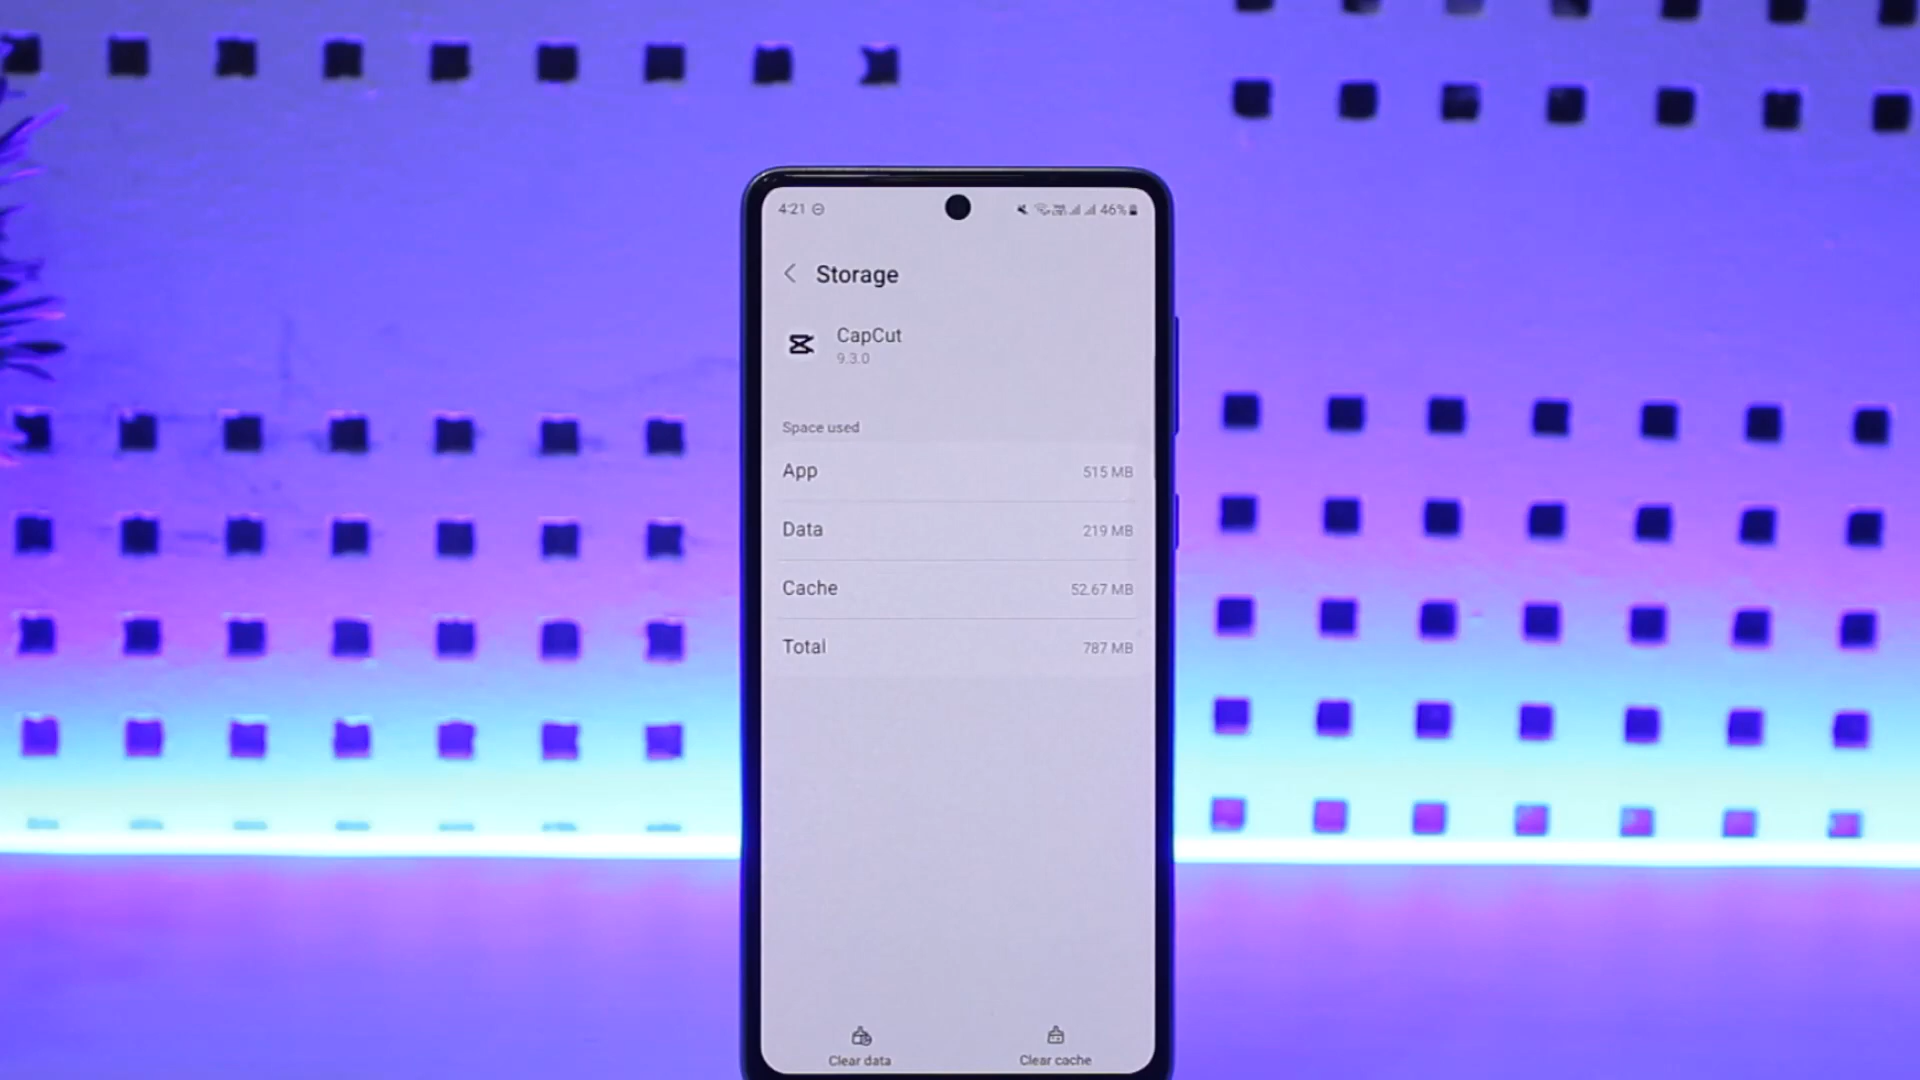 4:21
46%
Storage
CapCut
9.3.0
Space used
App 515 MB
Data 219 MB
Cache 52.67 MB
Total 787 MB
Clear data Clear cache